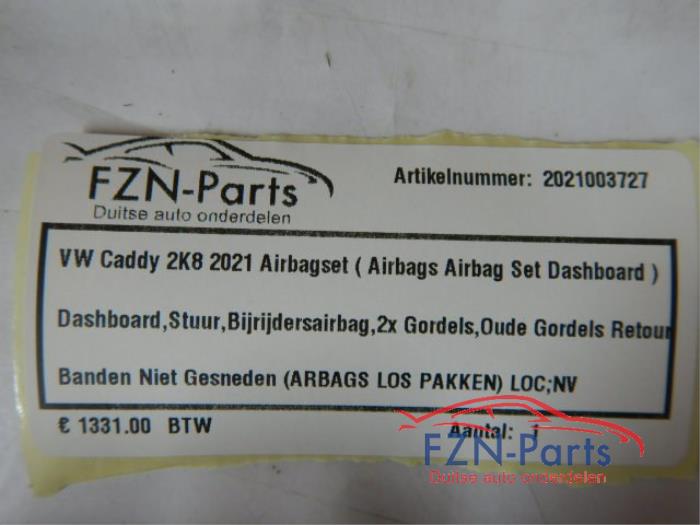 FZN-Parts
FZN-Parts
Duitse auto onderdelen
Artikelnummer: 2021003727
VW Caddy 2K8 2021 Airbagset ( Airbags Airbag Set Dashboard )
Dashboard,Stuur,Bijrijdersairbag,2x Gordels,Oude Gordels Retour
Banden Niet Gesneden (ARBAGS LOS PAKKEN) LOC;NV
€ 1331.00 BTW
Aantal: 1
FZN-Parts
Duitse auto onderdelen